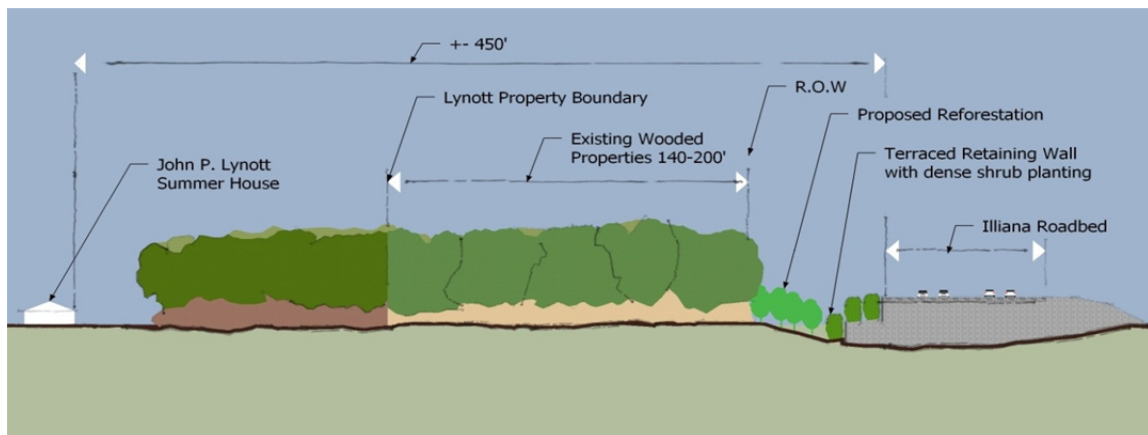 +- 450'
Lynott Property Boundary
R.O.W
Proposed Reforestation
John P. Lynott
Summer House
Existing Wooded
Properties 140-200'
Terraced Retaining Wall
with dense shrub planting
Illiana Roadbed